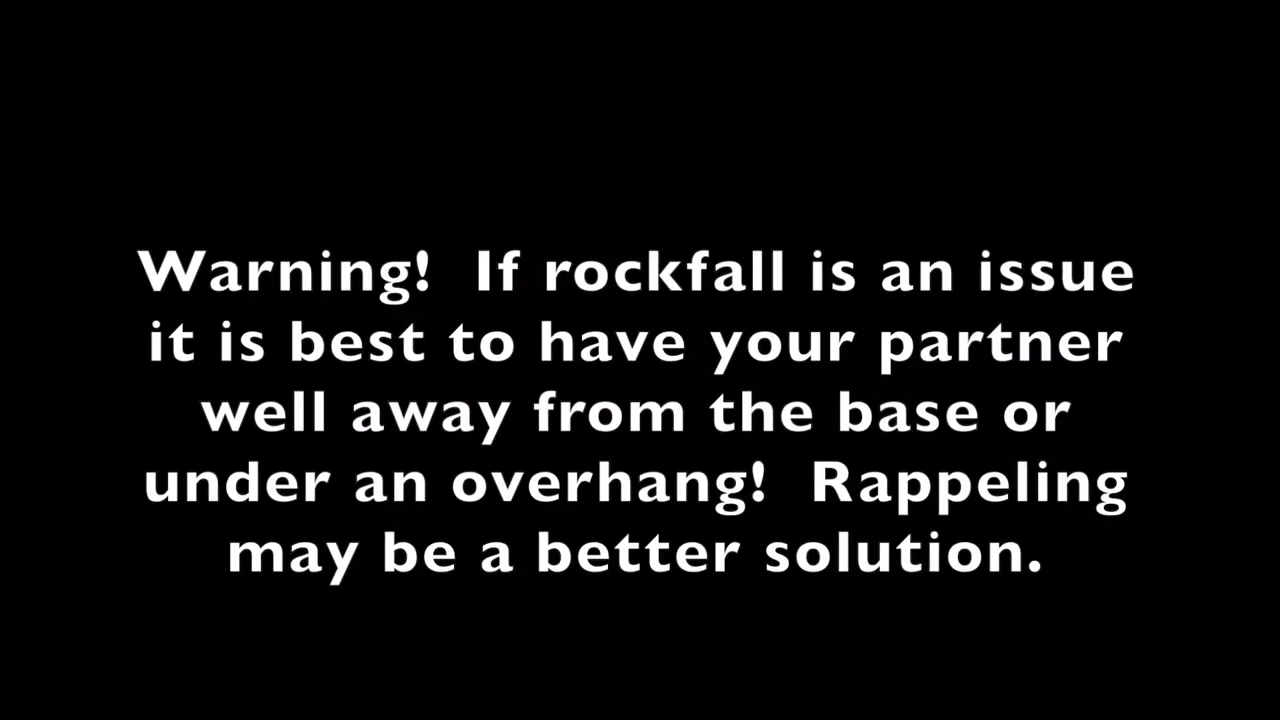 Warning!  If rockfall is an issue
it is best to have your partner
well away from the base or
under an overhang!  Rappeling
may be a better solution.